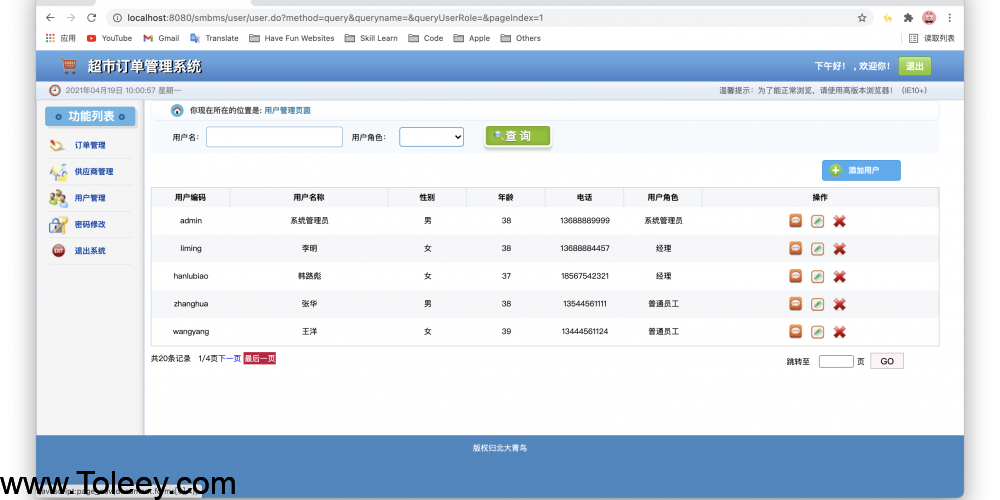 localhost:8080/smbms/user/user.do?method=query&queryname=&queryUserRole=&pageIndex=1
应用 YouTube Gmail Translate Have Fun Websites Skill Learn Code Apple Others 读取列表
超市订单管理系统 下午好! , 欢迎你! 退出
2021年04月19日 10:00:57 星期一 温馨提示: 为了能正常浏览, 请使用高版本浏览器! (IE10+)
功能列表
订单管理
供应商管理
用户管理
密码修改
退出系统
你现在所在的位置是: 用户管理页面
用户名: 用户角色: 查 询
添加用户
用户编码 用户名称 性别 年龄 电话 用户角色 操作
admin 系统管理员 男 38 13688889999 系统管理员
liming 李明 女 38 13688884457 经理
hanlubiao 韩路彪 女 37 18567542321 经理
zhanghua 张华 男 38 13544561111 普通员工
wangyang 王洋 女 39 13444561124 普通员工
共20条记录 1/4页 下一页 最后一页 跳转至 页 GO
版权归北大青鸟
www.Toleey.com